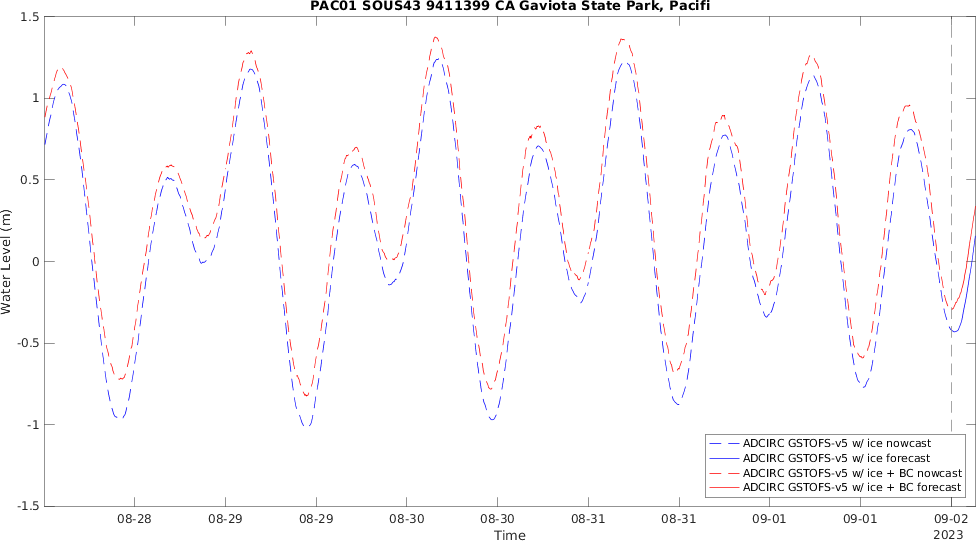 PAC01 SOUS43 9411399 CA Gaviota State Park, Pacifi
1.5
1
0.5
0
-0.5
-1
-1.5
Water Level (m)
08-28
08-29
08-29
08-30
08-30
08-31
08-31
09-01
09-01
09-02
2023
Time
ADCIRC GSTOFS-v5 w/ ice nowcast
ADCIRC GSTOFS-v5 w/ ice forecast
ADCIRC GSTOFS-v5 w/ ice + BC nowcast
ADCIRC GSTOFS-v5 w/ ice + BC forecast